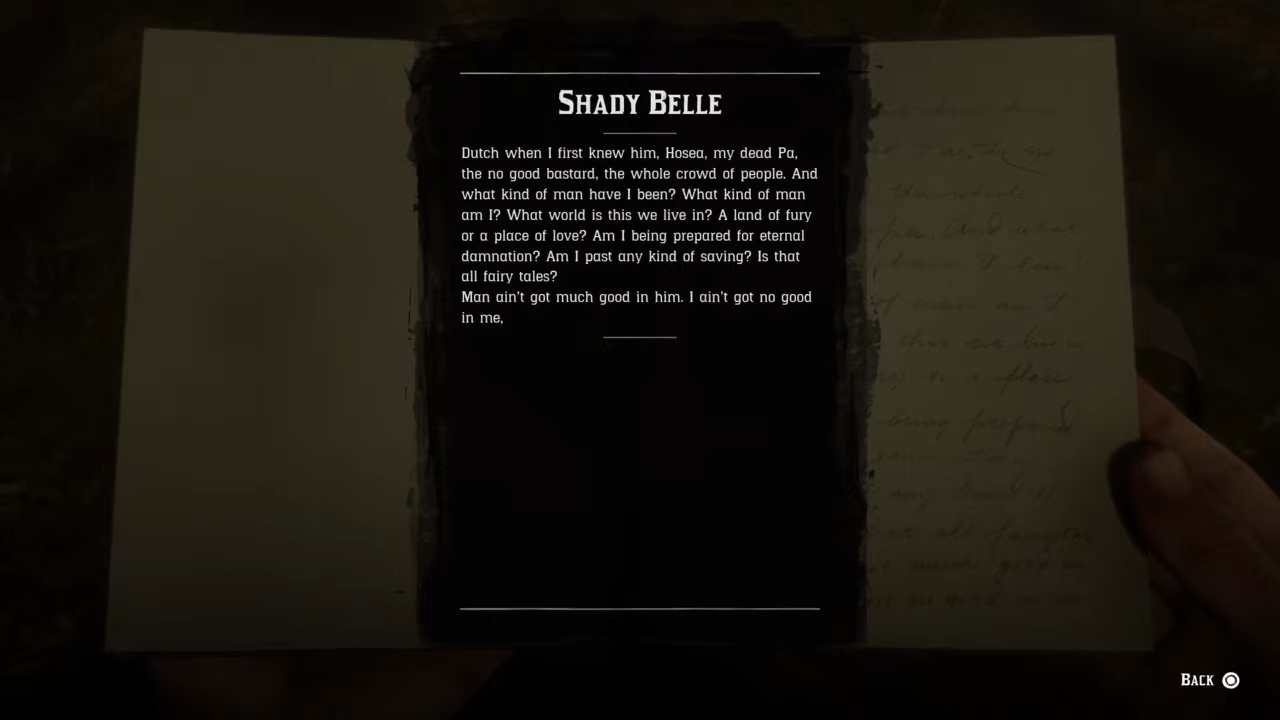 SHADY BELLE
Dutch when I first knew him, Hosea, my dead Pa,
the no good bastard, the whole crowd of people. And
what kind of man have I been? What kind of man
am I? What world is this we live in? A land of fury
or a place of love? Am I being prepared for eternal
damnation? Am I past any kind of saving? Is that
all fairy tales?
Man ain't got much good in him. I ain't got no good
in me,
BACK